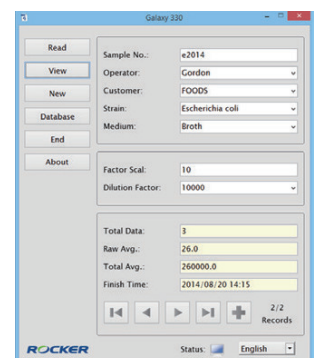 Galaxy 330
Read
View
New
Database
End
About
Sample No.: e2014
Operator: Gordon
Customer: FOODS
Strain: Escherichia coli
Medium: Broth
Factor Scal: 10
Dilution Factor: 10000
Total Data: 3
Raw Avg.: 26.0
Total Avg.: 260000.0
Finish Time: 2014/08/20 14:15
2/2
Records
ROCKER
Status:
English